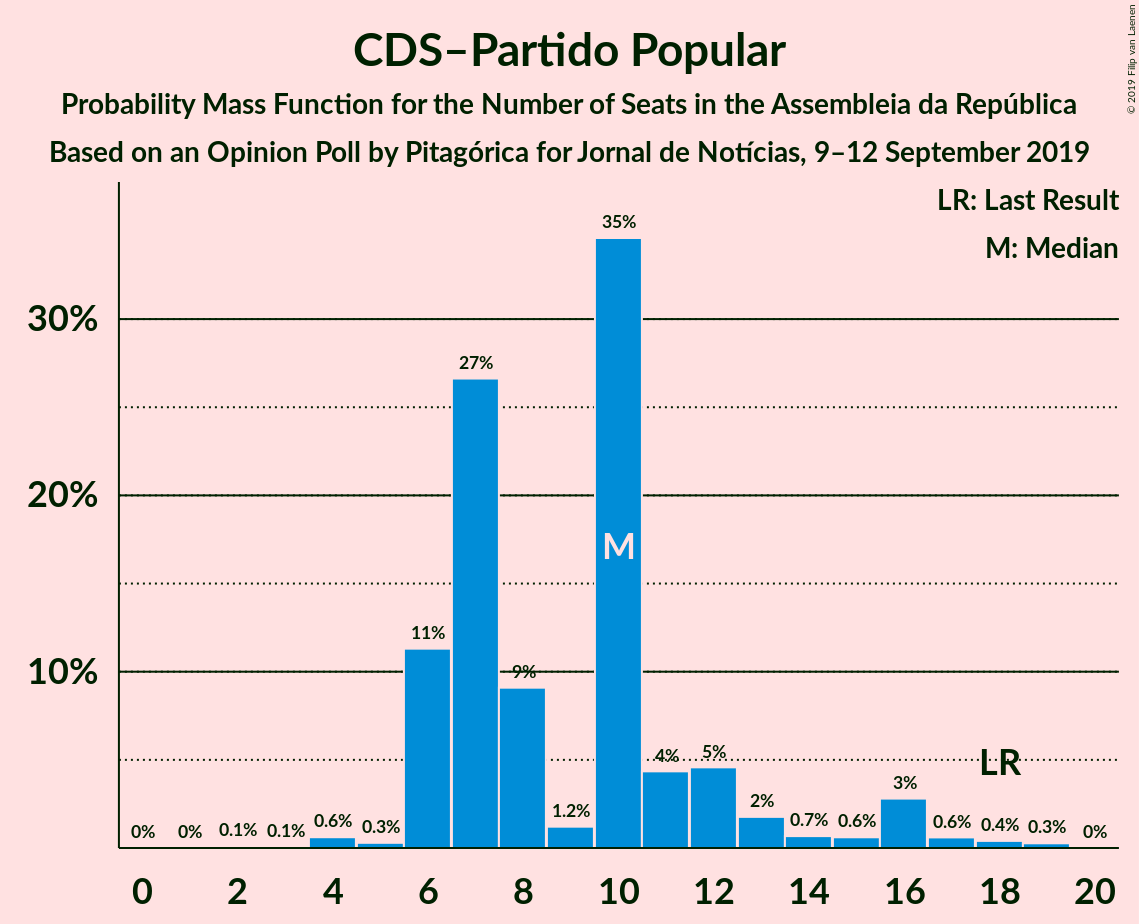 CDS–Partido Popular
Probability Mass Function for the Number of Seats in the Assembleia da República
Based on an Opinion Poll by Pitagórica for Jornal de Notícias, 9–12 September 2019
© 2019 Filip van Laenen
LR: Last Result
M: Median
30%
20%
10%
0%
0%
0.1%
0.1%
0.6%
0.3%
11%
27%
9%
1.2%
35%
4%
5%
2%
0.7%
0.6%
3%
0.6%
0.4%
0.3%
0%
M
LR
0 2 4 6 8 10 12 14 16 18 20